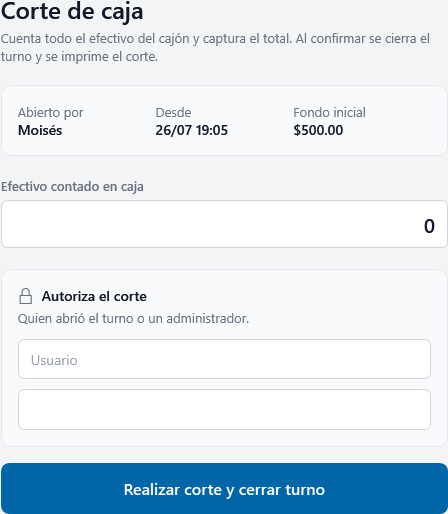 Corte de caja
Cuenta todo el efectivo del cajón y captura el total. Al confirmar se cierra el
turno y se imprime el corte.
Abierto por
Moisés
Desde
26/07 19:05
Fondo inicial
$500.00
Efectivo contado en caja
0
Autoriza el corte
Quien abrió el turno o un administrador.
Usuario
Realizar corte y cerrar turno